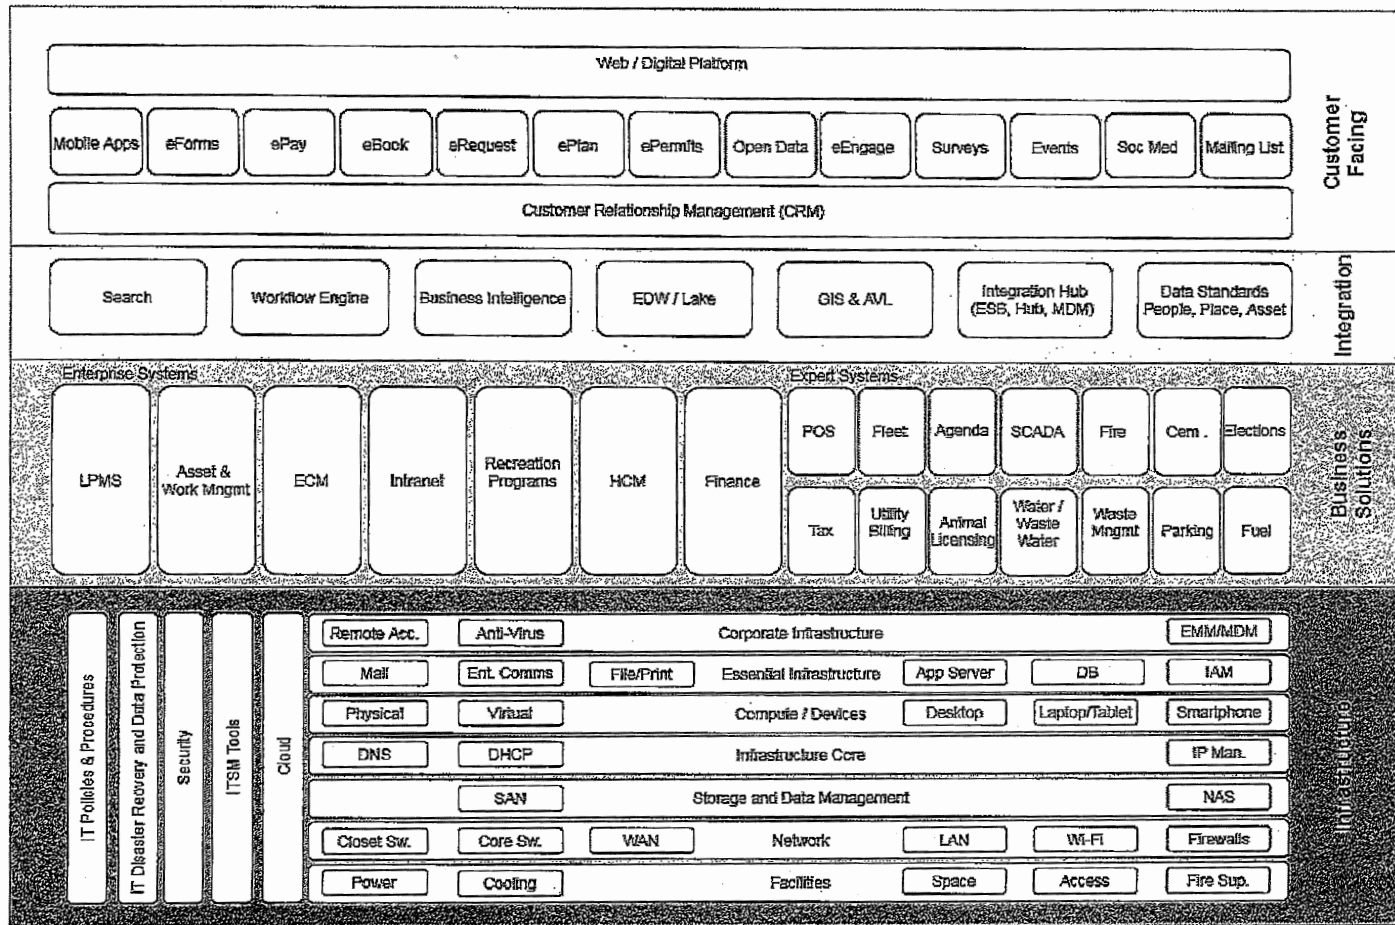 Web / Digital Platform
Mobile Apps
eForms
ePay
eBook
eRequest
ePlan
ePermits
Open Data
eEngage
Surveys
Events
Soc Med
Mailing List
Customer Relationship Management (CRM)
Customer
Facing
Search
Workflow Engine
Business Intelligence
EDW / Lake
GIS & AVL
Integration Hub
(ESB, Hub, MDM)
Data Standards
People, Place, Asset
Integration
Enterprise Systems
LPMS
Asset &
Work Mngmt
ECM
Intranet
Recreation
Programs
HCM
Finance
Expert Systems
POS
Fleet
Agenda
SCADA
Fire
Cem .
Elections
Tax
Utility
Billing
Animal
Licensing
Water /
Waste
Water
Waste
Mngmt
Parking
Fuel
Business
Solutions
IT Policies & Procedures
IT Disaster Reovery and Data Protection
Security
ITSM Tools
Cloud
Remote Acc.
Anti-Virus
Corporate Infrastructure
EMM/MDM
Mail
Ent. Comms
File/Print
Essential Infrastructure
App Server
DB
IAM
Physical
Virtual
Compute / Devices
Desktop
Laptop/Tablet
Smartphone
DNS
DHCP
Infrastructure Core
IP Man.
SAN
Storage and Data Management
NAS
Closet Sw.
Core Sw.
WAN
Network
LAN
Wi-Fi
Firewalls
Power
Cooling
Facilities
Space
Access
Fire Sup.
Infrastructure